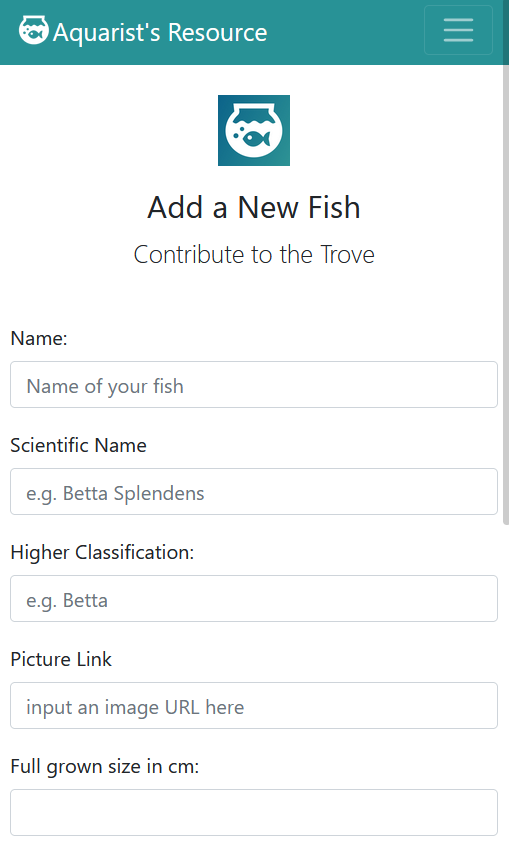 Aquarist's Resource
Add a New Fish
Contribute to the Trove
Name:
Name of your fish
Scientific Name
e.g. Betta Splendens
Higher Classification:
e.g. Betta
Picture Link
input an image URL here
Full grown size in cm: